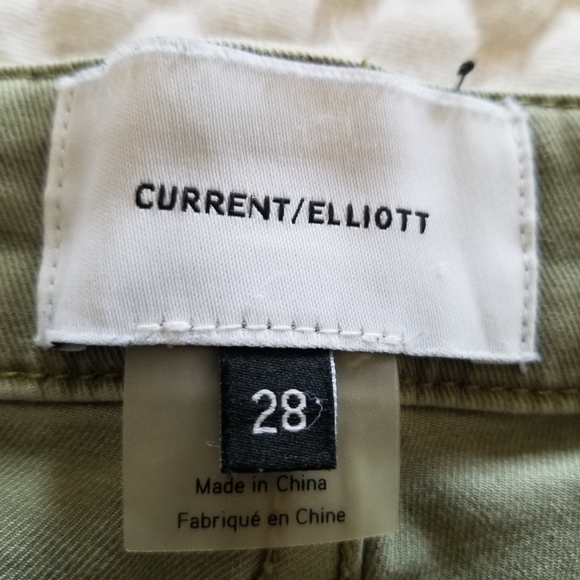 CURRENT/ELLIOTT
28
Made in China
Fabriqué en Chine